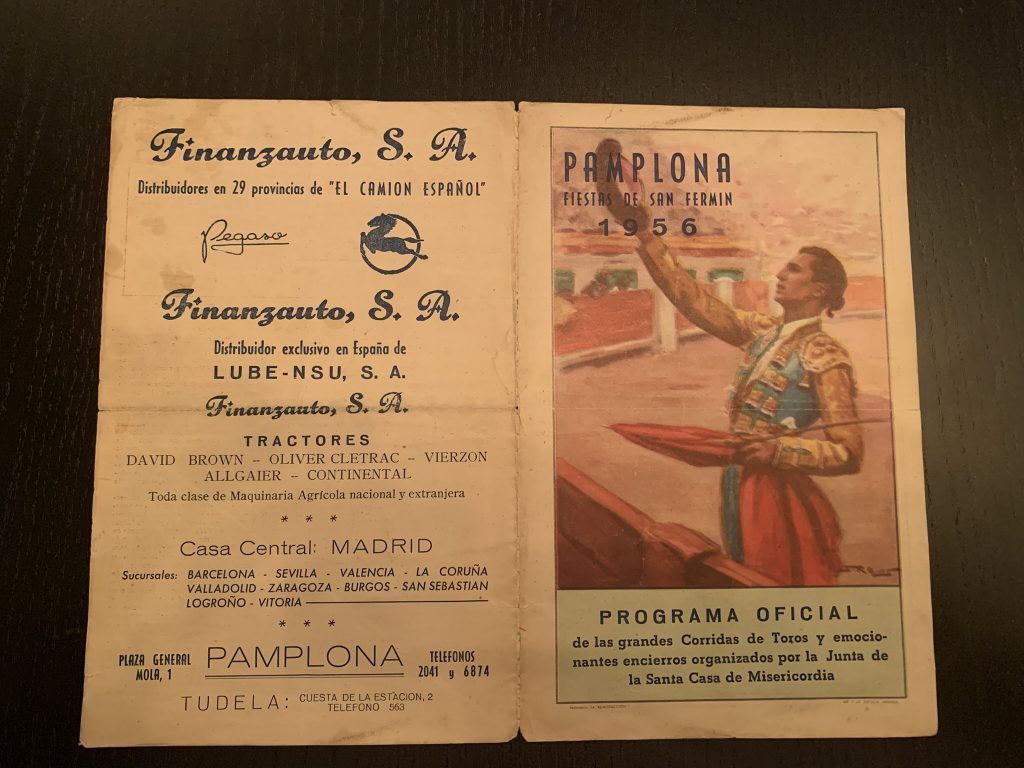 Finanzauto, S. A.
Distribuidores en 29 provincias de "EL CAMION ESPAÑOL"
Pegaso
Finanzauto, S. A.
Distribuidor exclusivo en España de
LUBE-NSU, S. A.
Finanzauto, S. A.
TRACTORES
DAVID BROWN -- OLIVER CLETRAC -- VIERZON
ALLGAIER -- CONTINENTAL
Toda clase de Maquinaria Agrícola nacional y extranjera
* * *
Casa Central: MADRID
Sucursales: BARCELONA - SEVILLA - VALENCIA - LA CORUÑA
VALLADOLID - ZARAGOZA - BURGOS - SAN SEBASTIAN
LOGROÑO - VITORIA
* * *
PLAZA GENERAL
MOLA, 1
PAMPLONA
TELEFONOS
2041 y 6874
TUDELA: CUESTA DE LA ESTACION, 2
TELEFONO 563
PAMPLONA
FIESTAS DE SAN FERMIN
1956
PROGRAMA OFICIAL
de las grandes Corridas de Toros y emocio-
nantes encierros organizados por la Junta de
la Santa Casa de Misericordia